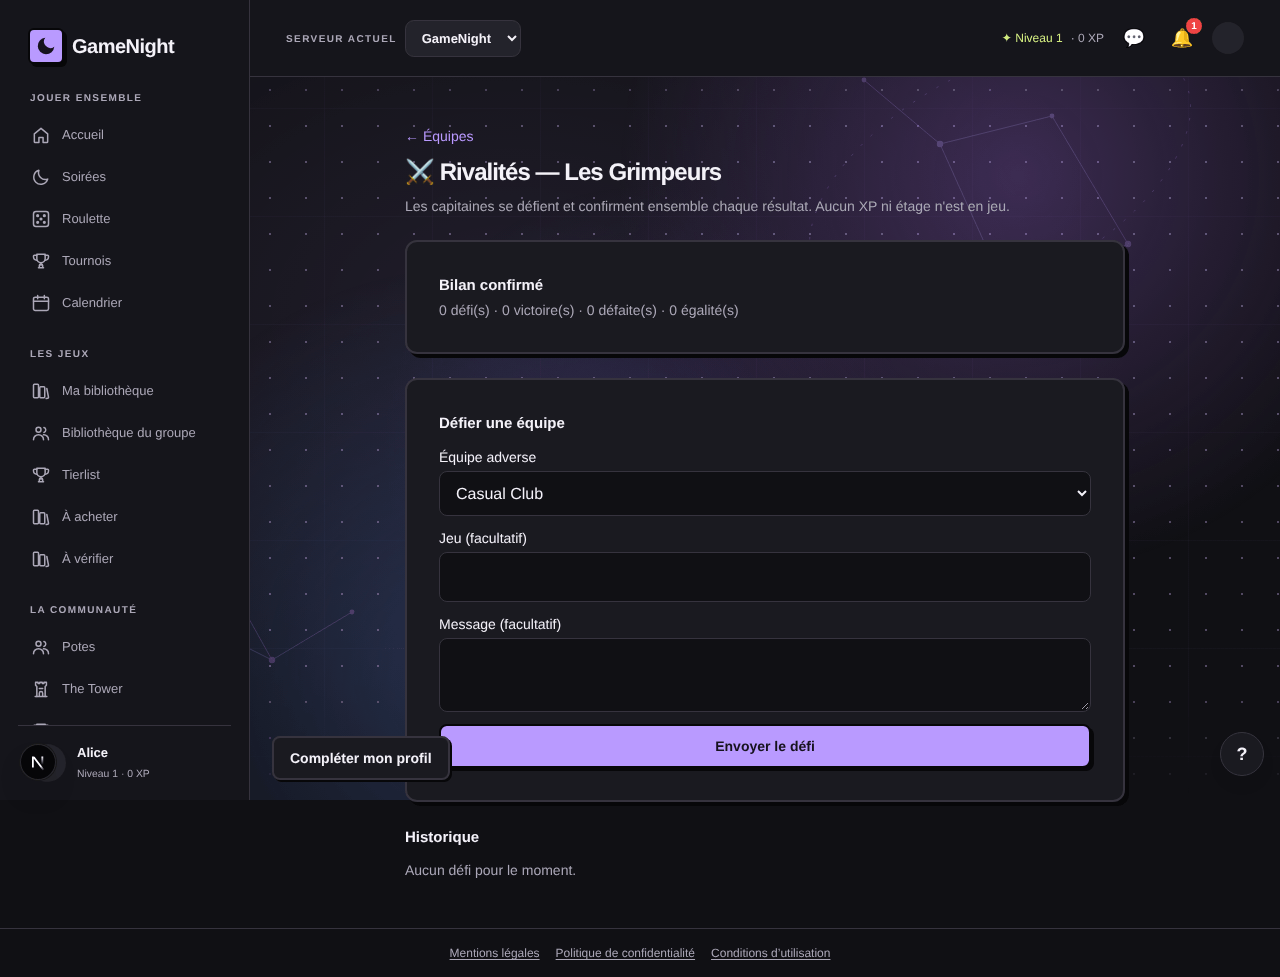 GameNight
JOUER ENSEMBLE
Accueil
Soirées
Roulette
Tournois
Calendrier
LES JEUX
Ma bibliothèque
Bibliothèque du groupe
Tierlist
À acheter
À vérifier
LA COMMUNAUTÉ
Potes
The Tower
N
Alice
Niveau 1 · 0 XP
SERVEUR ACTUEL GameNight
✦ Niveau 1 · 0 XP
1
← Équipes
⚔️ Rivalités — Les Grimpeurs
Les capitaines se défient et confirment ensemble chaque résultat. Aucun XP ni étage n'est en jeu.
Bilan confirmé
0 défi(s) · 0 victoire(s) · 0 défaite(s) · 0 égalité(s)
Défier une équipe
Équipe adverse
Casual Club
Jeu (facultatif)
Message (facultatif)
Envoyer le défi
Compléter mon profil
?
Historique
Aucun défi pour le moment.
Mentions légales Politique de confidentialité Conditions d'utilisation